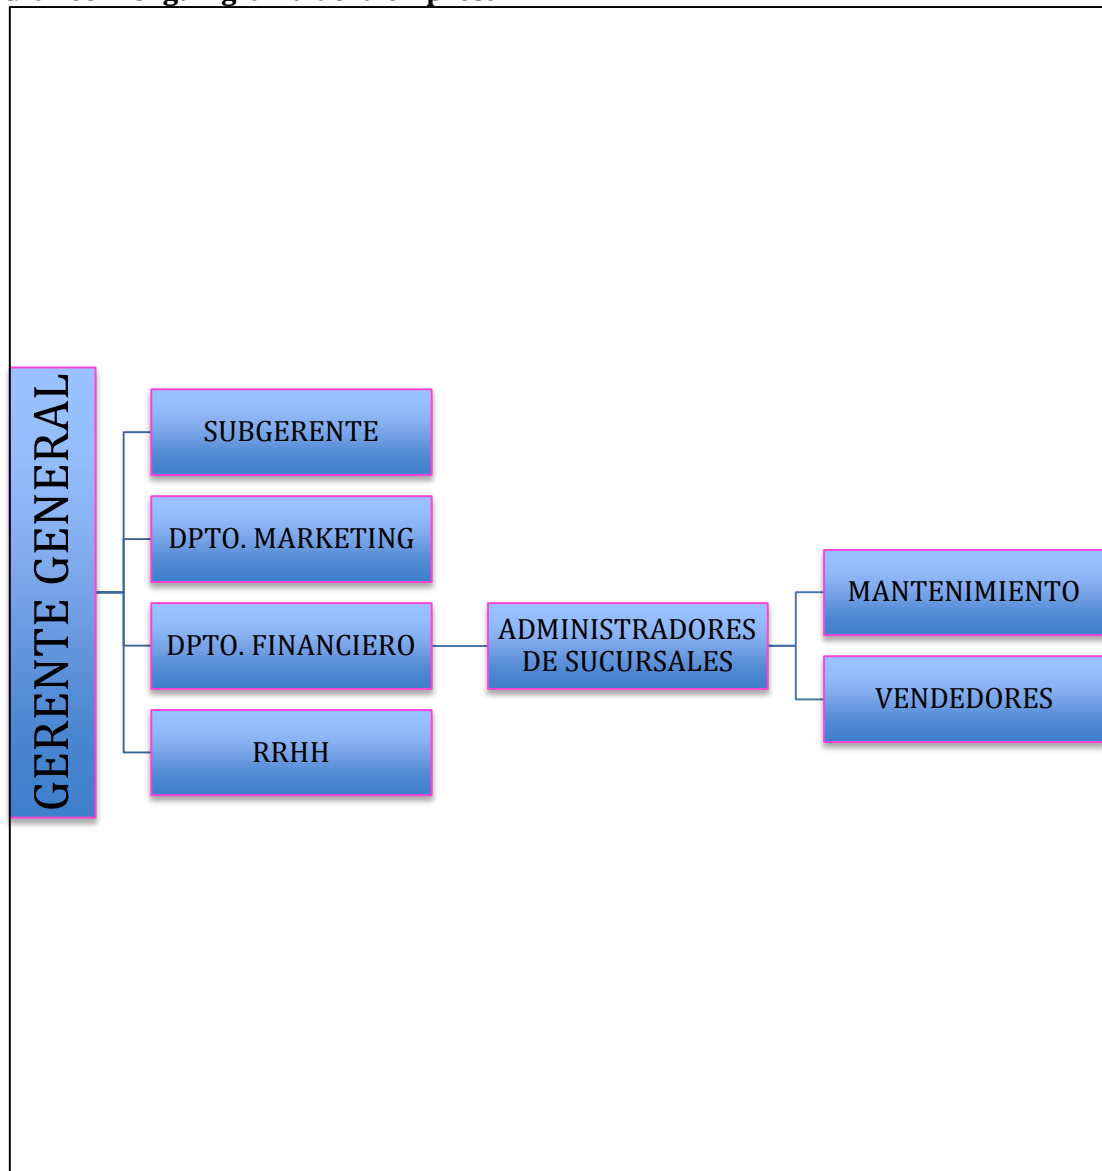 GERENTE GENERAL
SUBGERENTE
DPTO. MARKETING
DPTO. FINANCIERO
RRHH
ADMINISTRADORES
DE SUCURSALES
MANTENIMIENTO
VENDEDORES